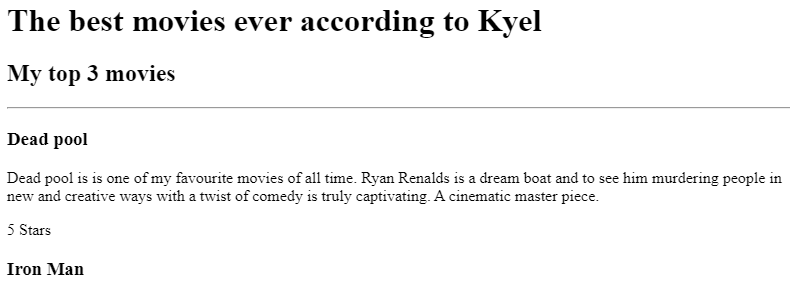 The best movies ever according to Kyel
My top 3 movies
Dead pool
Dead pool is is one of my favourite movies of all time. Ryan Renalds is a dream boat and to see him murdering people in
new and creative ways with a twist of comedy is truly captivating. A cinematic master piece.
5 Stars
Iron Man